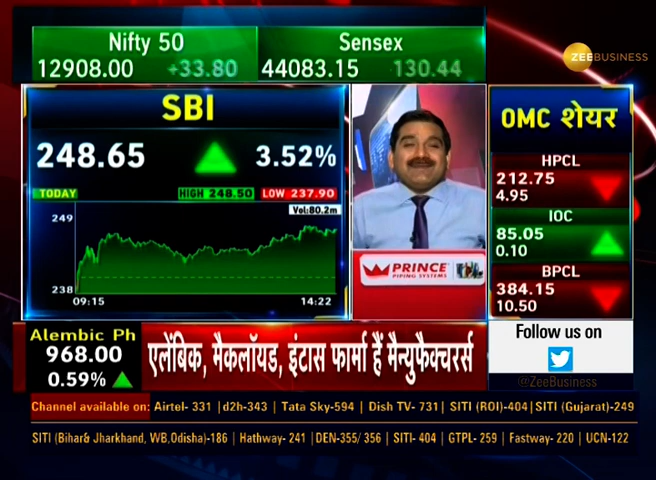 Nifty 50
12908.00 +33.80
Sensex
44083.15 130.44
ZEE BUSINESS
SBI
248.65 3.52%
TODAY HIGH 248.50 LOW 237.90
Vol:80.2m
249
238
09:15 14:22
PRINCE
PIPING SYSTEMS
OMC शेयर
HPCL
212.75
4.95
IOC
85.05
0.10
BPCL
384.15
10.50
Alembic Ph
968.00
0.59%
एलेंबिक, मैकलॉयड, इंटास फार्मा हैं मैन्युफैक्चरर्स
Follow us on
@ZeeBusiness
Channel available on: Airtel- 331 | d2h-343 | Tata Sky-594 | Dish TV- 731 | SITI (ROI)-404 | SITI (Gujarat)-249
SITI (Bihar& Jharkhand, WB,Odisha)-186 | Hathway- 241 | DEN-355/ 356 | SITI- 404 | GTPL- 259 | Fastway- 220 | UCN-122